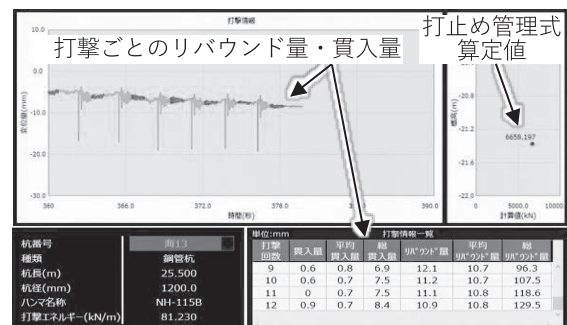 打撃情報
打撃ごとのリバウンド量・貫入量
打止め管理式
算定値
変位量(mm)
10.0
0.0
-10.0
-20.0
-30.0
360
366.0
372.0
378.0
390.0
時間(秒)
標高(m)
-21.2
-21.6
-22.0
6658.197
0
5000.0
10000
計算値(kN)
杭番号 海13
種類 鋼管杭
杭長(m) 25.500
杭径(mm) 1200.0
ハンマ名称 NH-115B
打撃エネルギー(kN/m) 81.230
単位:mm 打撃情報一覧
打撃回数 貫入量 平均貫入量 総貫入量 リバウンド量 平均リバウンド量 総リバウンド量
9 0.6 0.8 6.9 12.1 10.7 96.3
10 0.6 0.7 7.5 11.2 10.7 107.5
11 0 0.7 7.5 11.1 10.8 118.6
12 0.9 0.7 8.4 10.9 10.8 129.5